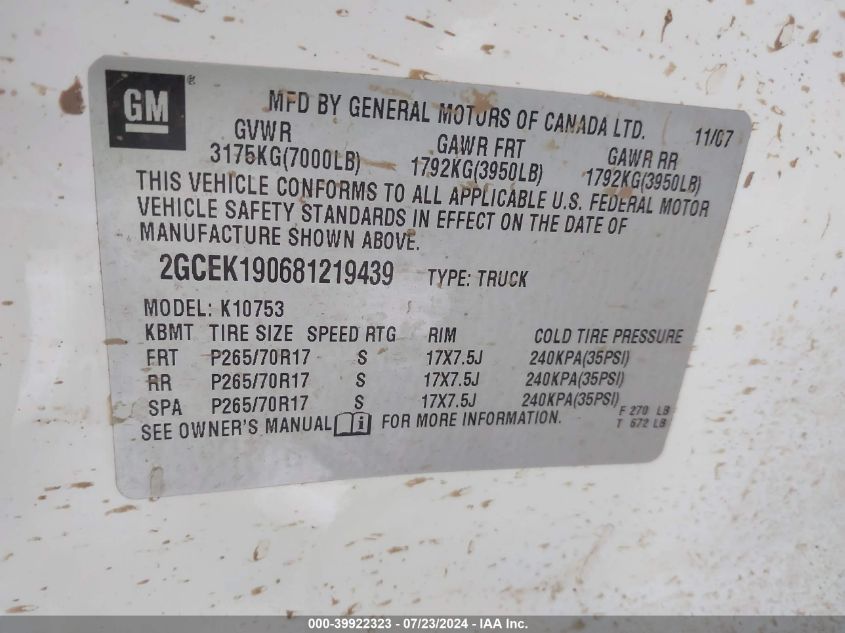 GM ®
MFD BY GENERAL MOTORS OF CANADA LTD. 11/07
GVWR GAWR FRT GAWR RR
3175KG(7000LB) 1792KG(3950LB) 1792KG(3950LB)
THIS VEHICLE CONFORMS TO ALL APPLICABLE U.S. FEDERAL MOTOR
VEHICLE SAFETY STANDARDS IN EFFECT ON THE DATE OF
MANUFACTURE SHOWN ABOVE.
2GCEK190681219439 TYPE: TRUCK
MODEL: K10753
KBMT TIRE SIZE SPEED RTG RIM COLD TIRE PRESSURE
FRT P265/70R17 S 17X7.5J 240KPA(35PSI)
RR P265/70R17 S 17X7.5J 240KPA(35PSI)
SPA P265/70R17 S 17X7.5J 240KPA(35PSI)
F 270 LB
T 672 LB
SEE OWNER'S MANUAL i FOR MORE INFORMATION.
000-39922323 - 07/23/2024 - IAA Inc.